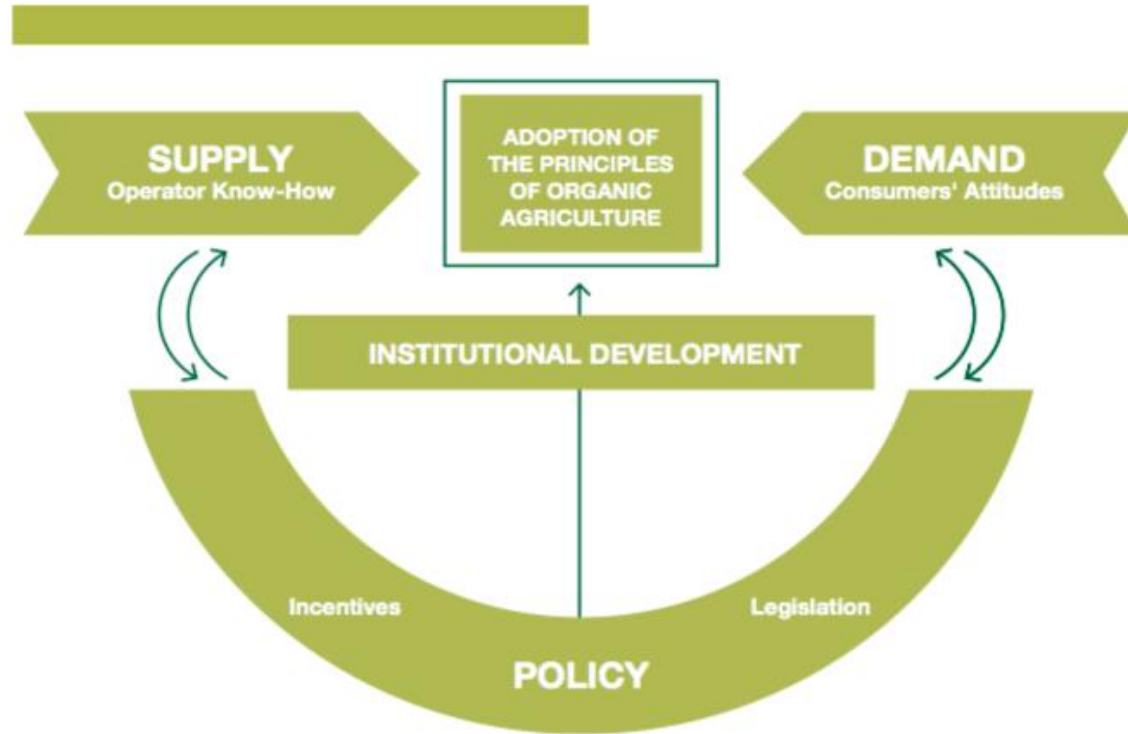 SUPPLY
Operator Know-How
ADOPTION OF
THE PRINCIPLES
OF ORGANIC
AGRICULTURE
DEMAND
Consumers' Attitudes
INSTITUTIONAL DEVELOPMENT
Incentives
Legislation
POLICY